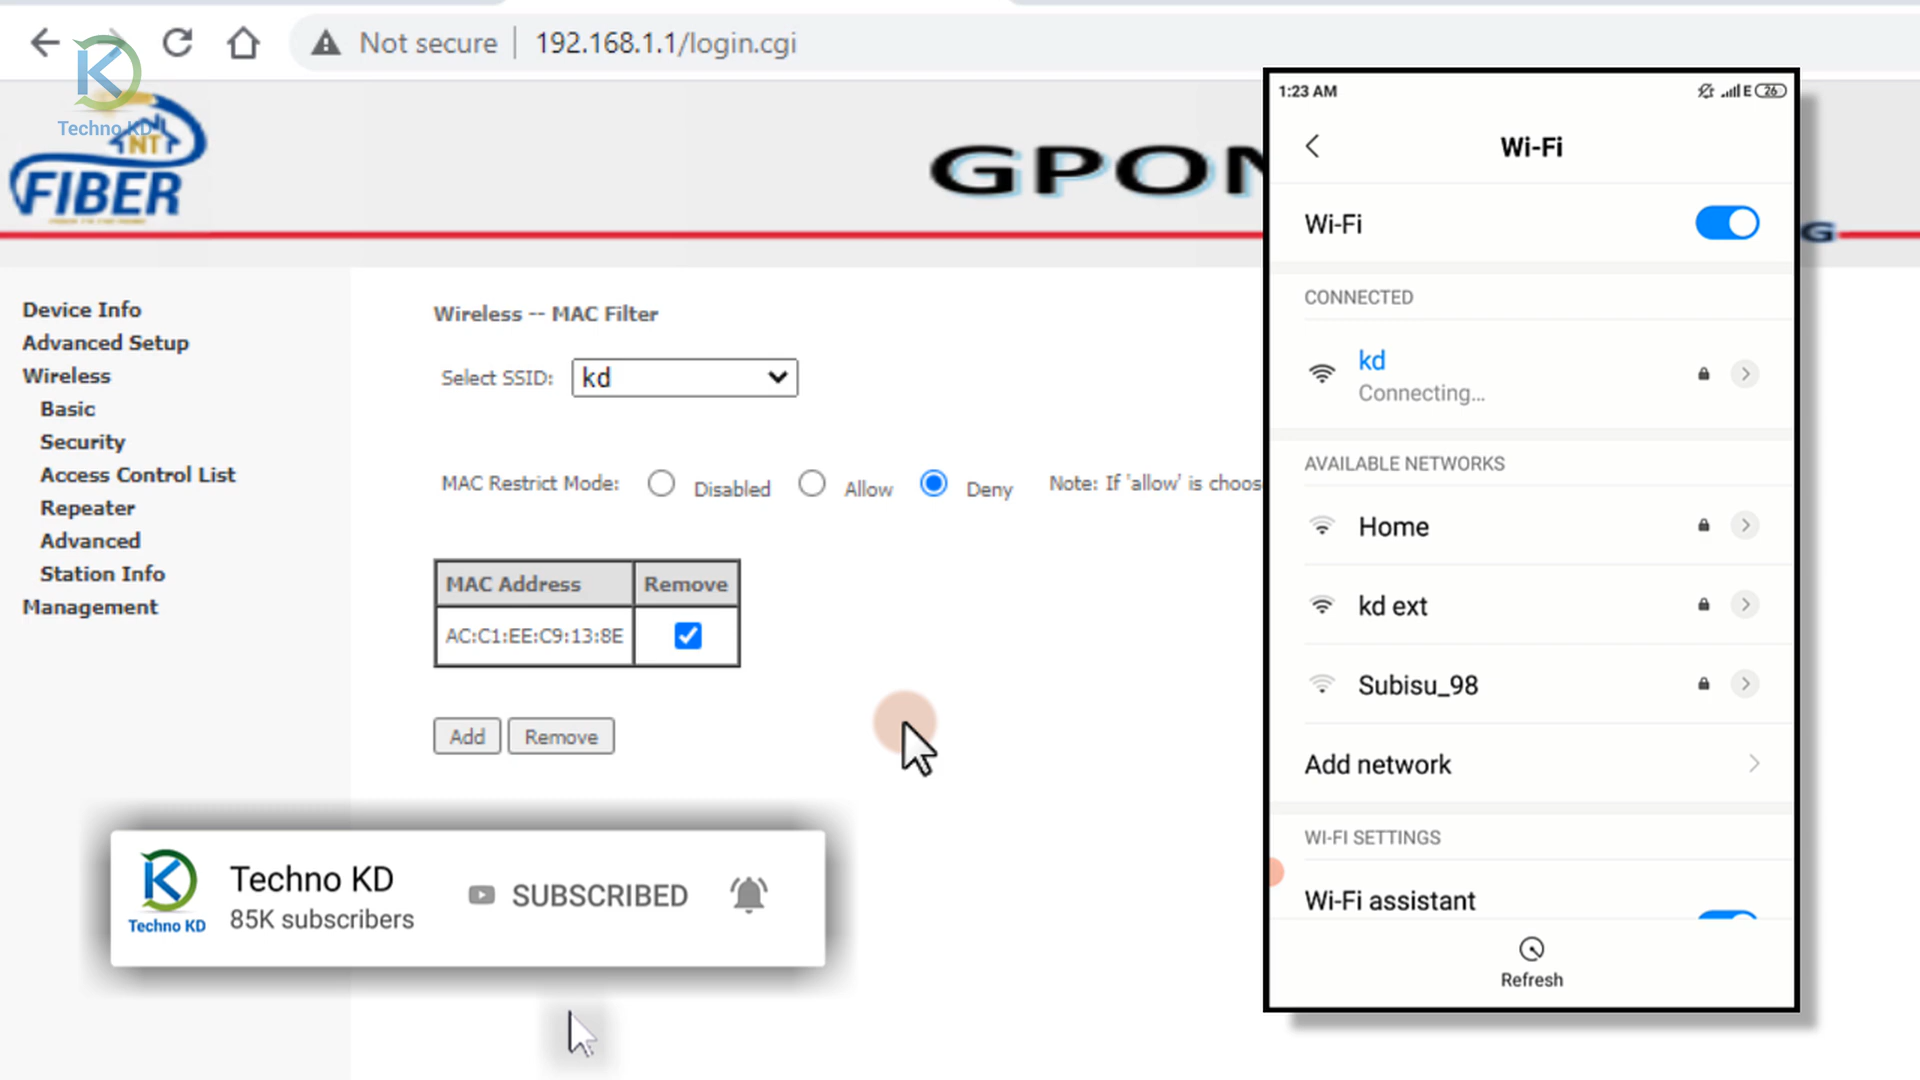 Not secure
192.168.1.1/login.cgi
Techno KD
NT
FIBER
GPON
G
Device Info
Advanced Setup
Wireless
Basic
Security
Access Control List
Repeater
Advanced
Station Info
Management
Wireless -- MAC Filter
Select SSID: kd
MAC Restrict Mode: Disabled Allow Deny Note: If 'allow' is choos
MAC Address Remove
AC:C1:EE:C9:13:8E
Add Remove
Techno KD
Techno KD
85K subscribers
SUBSCRIBED
1:23 AM
E 26
Wi-Fi
Wi-Fi
CONNECTED
kd
Connecting...
AVAILABLE NETWORKS
Home
kd ext
Subisu_98
Add network
WI-FI SETTINGS
Wi-Fi assistant
Refresh